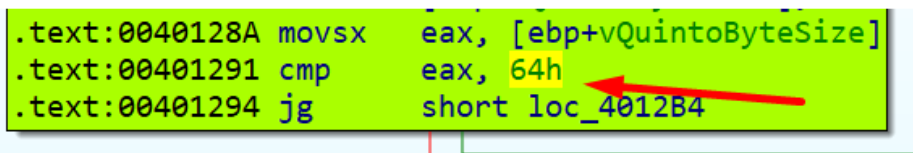 .text:0040128A movsx eax, [ebp+vQuintoByteSize]
.text:00401291 cmp eax, 64h
.text:00401294 jg short loc_4012B4